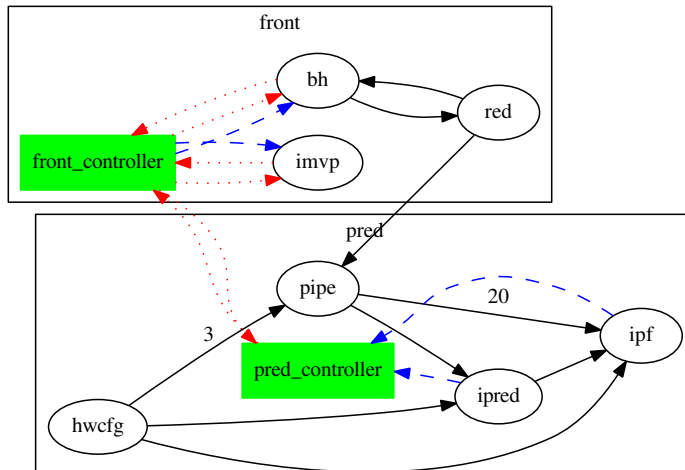 front
bh
red
front_controller
imvp
pred
pipe
20
3
ipf
pred_controller
ipred
hwcfg